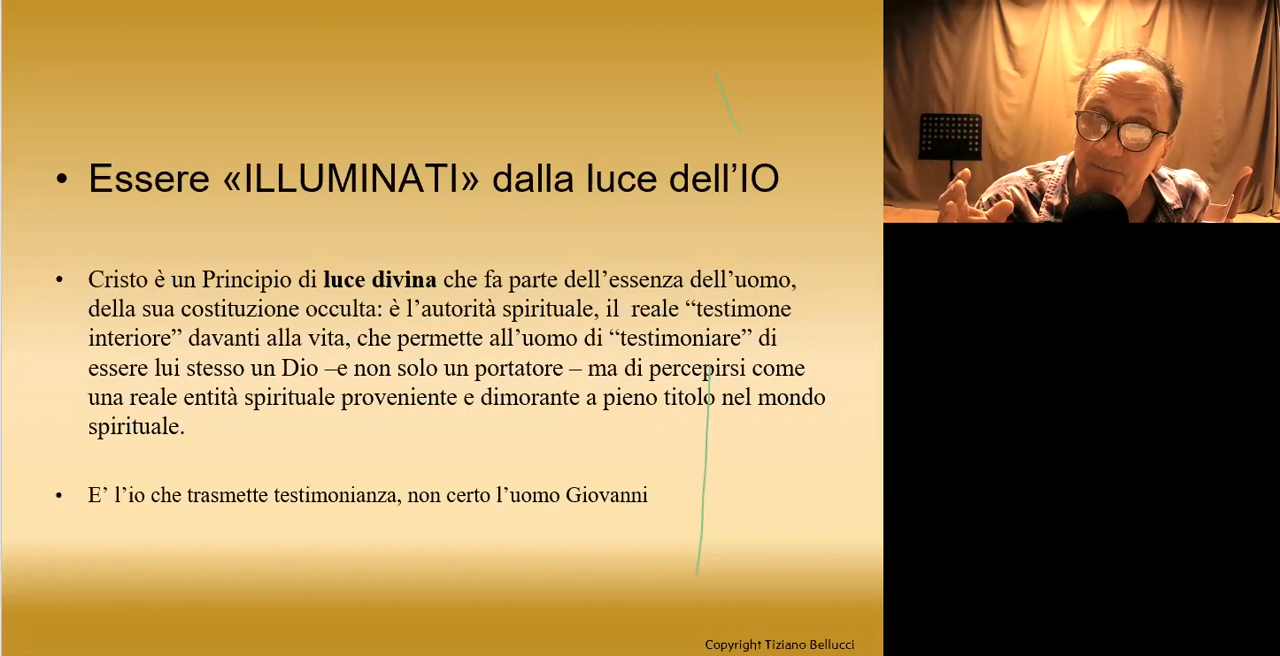 • Essere «ILLUMINATI» dalla luce dell’IO
• Cristo è un Principio di luce divina che fa parte dell’essenza dell’uomo,
della sua costituzione occulta: è l’autorità spirituale, il reale “testimone
interiore” davanti alla vita, che permette all’uomo di “testimoniare” di
essere lui stesso un Dio –e non solo un portatore – ma di percepirsi come
una reale entità spirituale proveniente e dimorante a pieno titolo nel mondo
spirituale.
• E’ l’io che trasmette testimonianza, non certo l’uomo Giovanni
Copyright Tiziano Bellucci